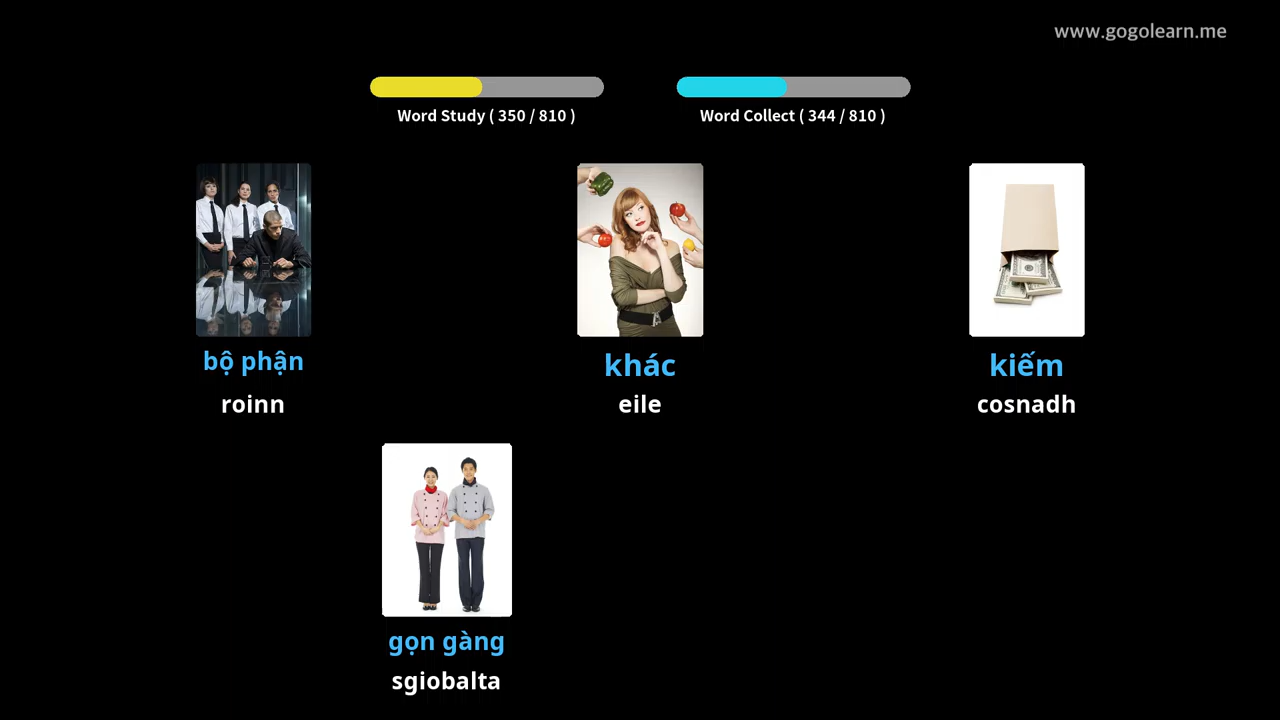 www.gogolearn.me
Word Study ( 350 / 810 )
Word Collect ( 344 / 810 )
bộ phận
roinn
khác
eile
kiếm
cosnadh
gọn gàng
sgiobalta